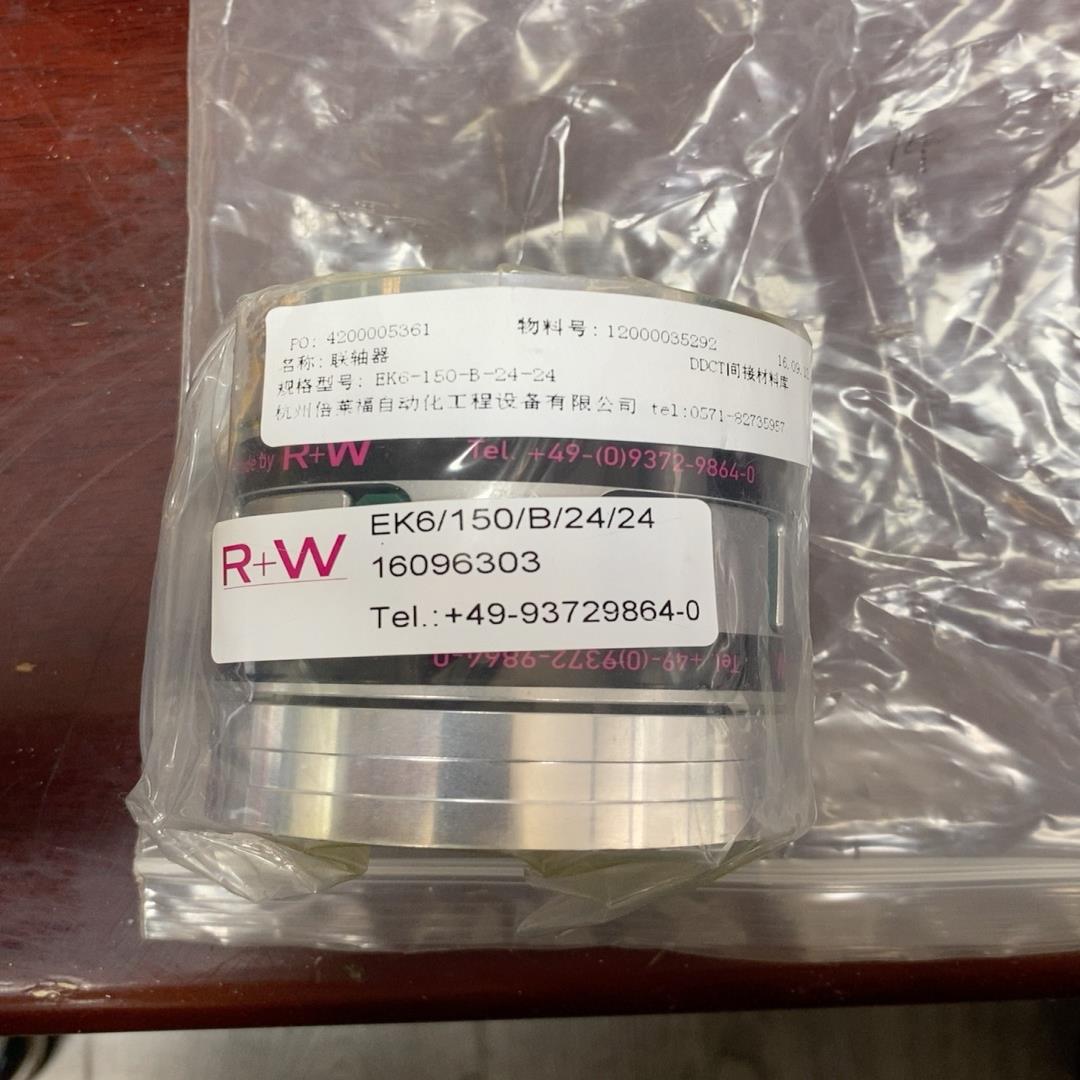 PO: 4200005361 物料号: 12000035292
名称: 联轴器 DDCT间接材料库 16.09.
规格型号: EK6-150-B-24-24
杭州倍莱福自动化工程设备有限公司 tel:0571-82735957
by R+W Tel. +49-(0)9372-9864-0
R+W
EK6/150/B/24/24
16096303
Tel.:+49-93729864-0
Tel +49-(0)9372-9864-0